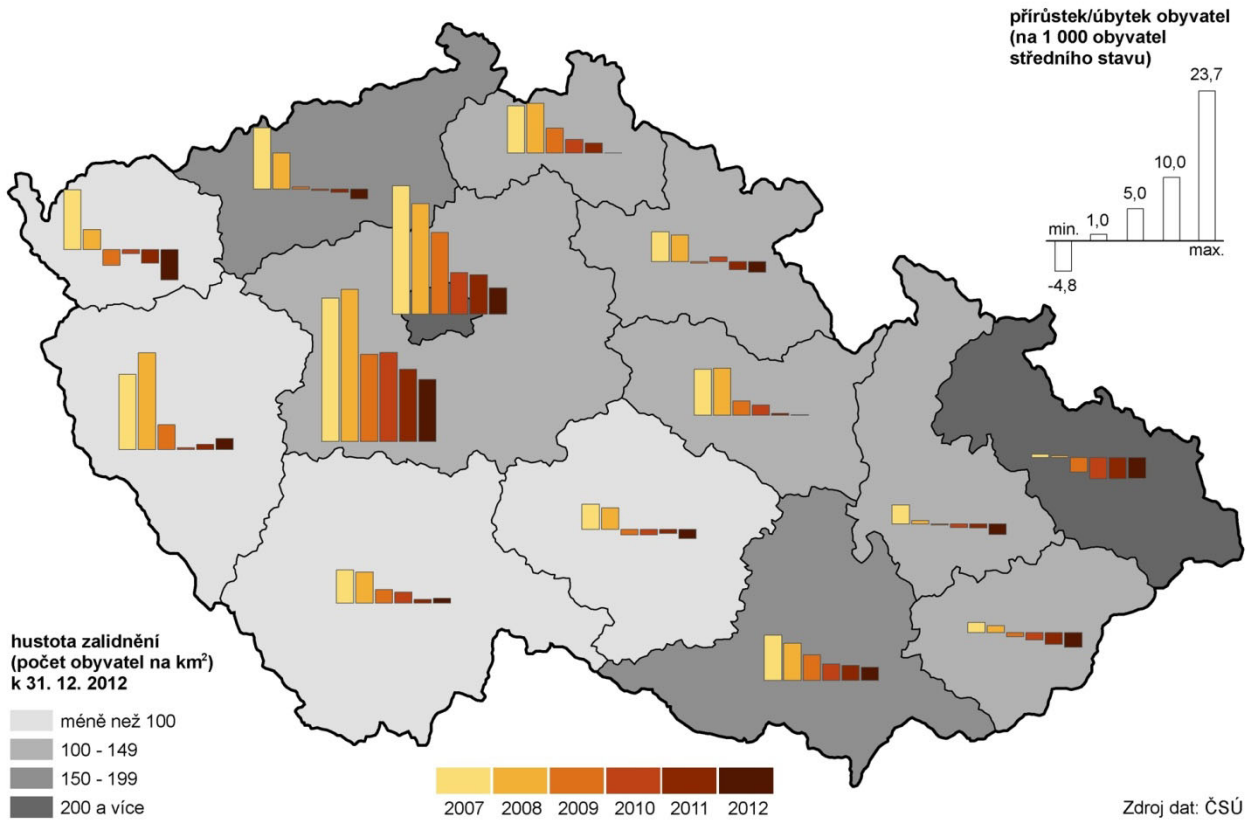 přírůstek/úbytek obyvatel
(na 1 000 obyvatel
středního stavu)
23,7
10,0
5,0
1,0
min.
max.
-4,8
hustota zalidnění
(počet obyvatel na km²)
k 31. 12. 2012
méně než 100
100 - 149
150 - 199
200 a více
2007 2008 2009 2010 2011 2012
Zdroj dat: ČSÚ